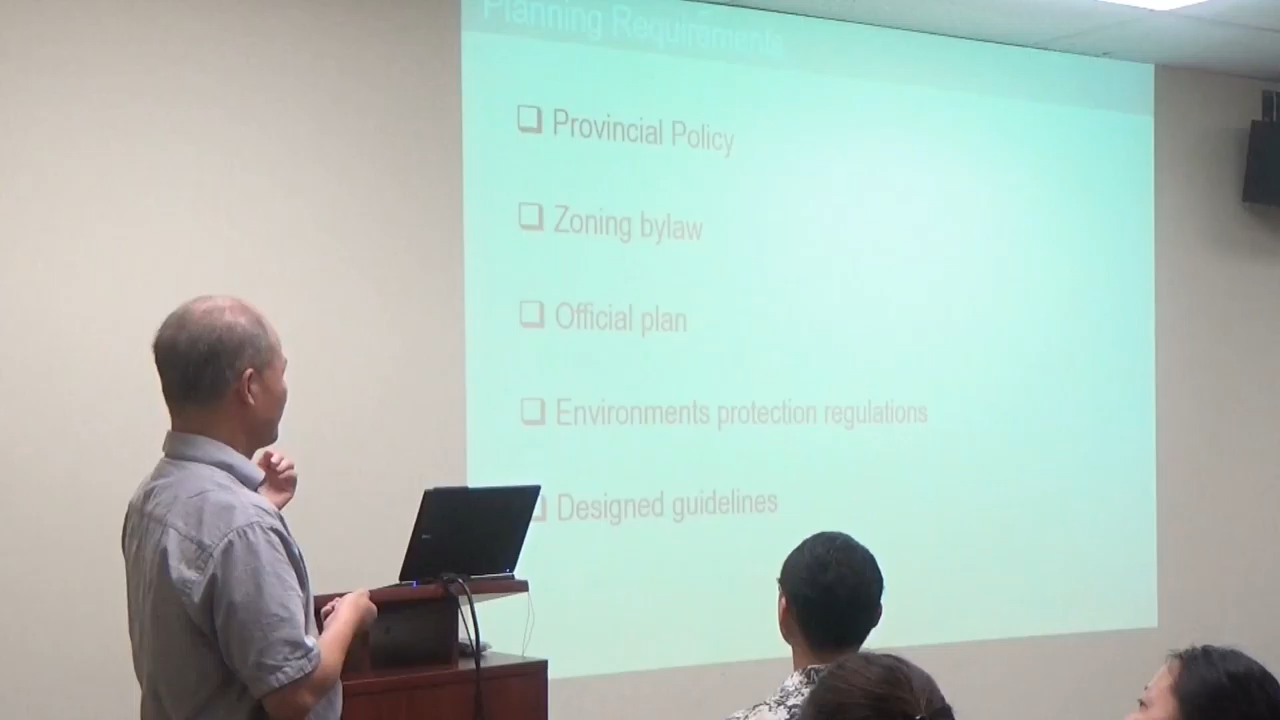 Planning Requirements
Provincial Policy
Zoning bylaw
Official plan
Environments protection regulations
Designed guidelines